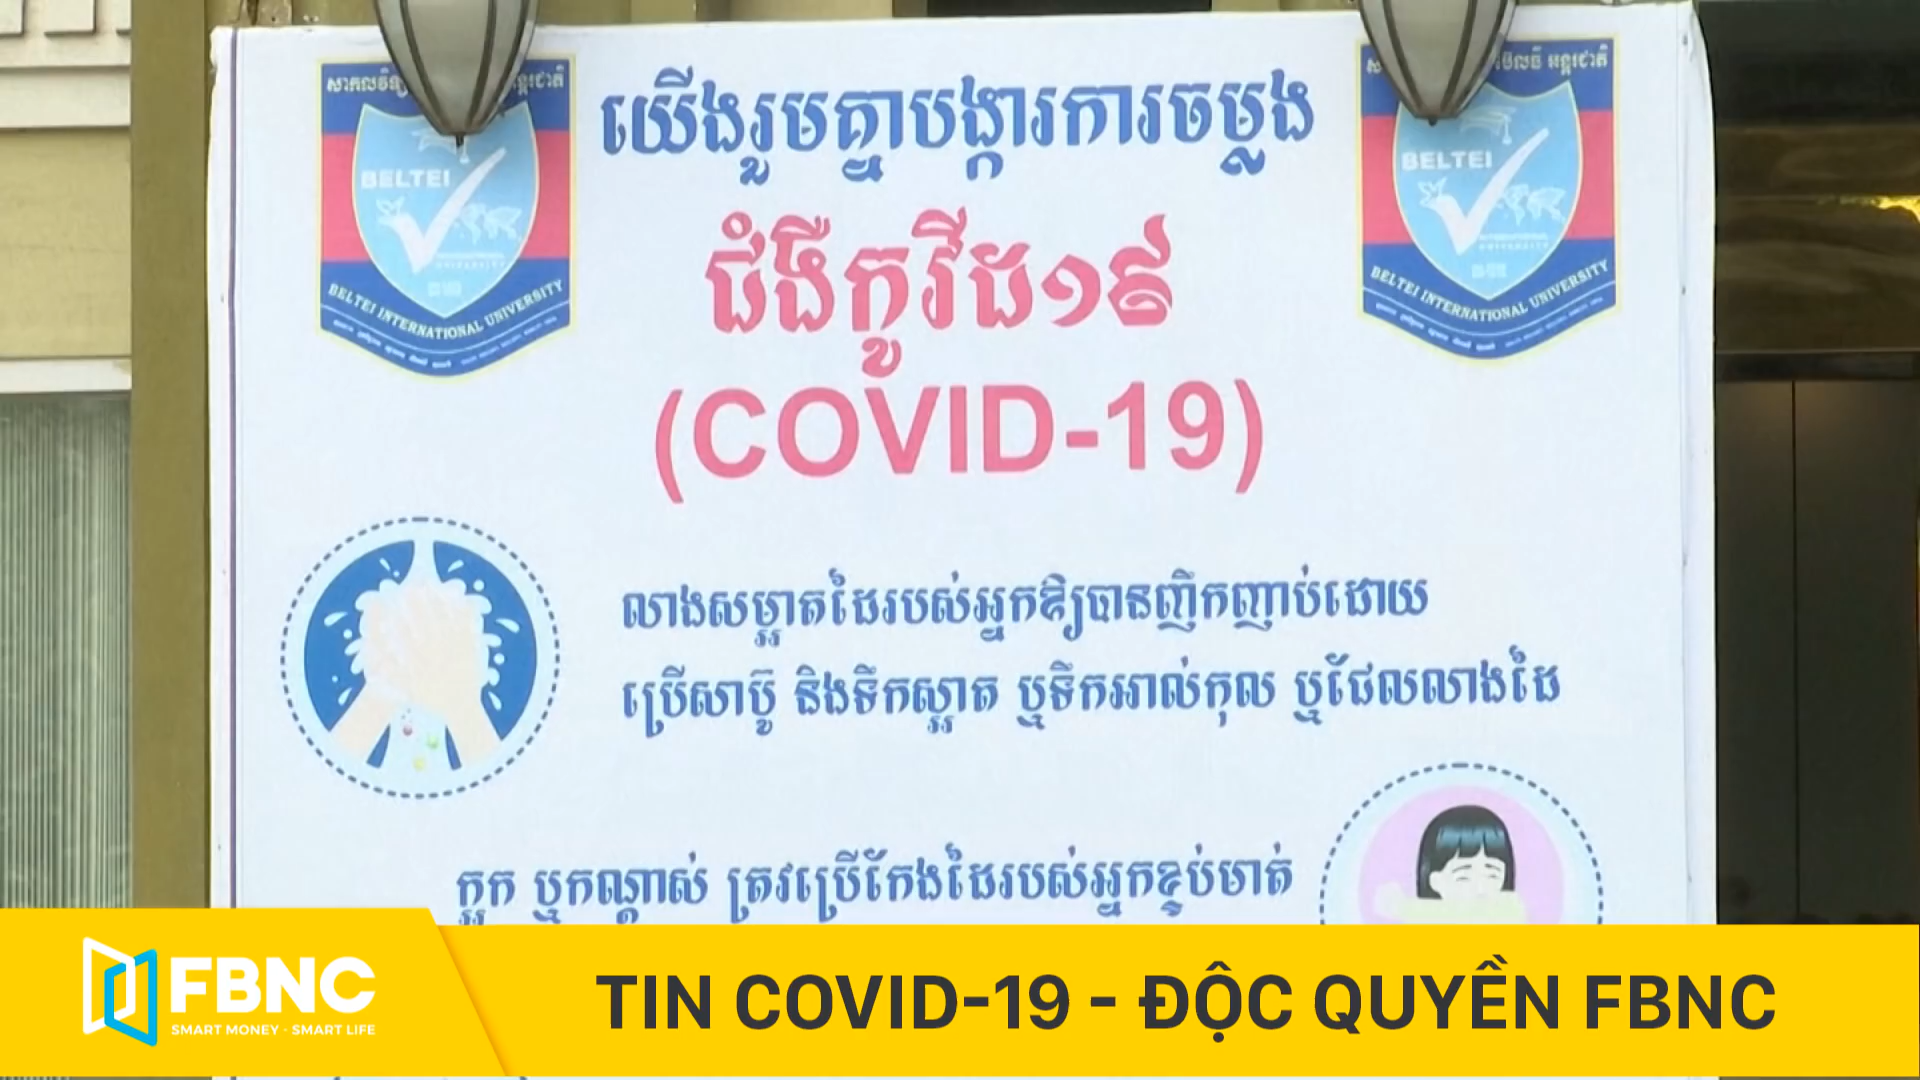 យើងរួមគ្នាបង្ការការចម្លង
ជំងឺកូវីដ១៩
(COVID-19)
BELTEI
BELTEI INTERNATIONAL UNIVERSITY
BELTEI
BELTEI INTERNATIONAL UNIVERSITY
លាងសម្អាតដៃរបស់អ្នកឱ្យបានញឹកញាប់ដោយ
ប្រើសាប៊ូ និងទឹកស្អាត ឬទឹកអាល់កុល ឬជែលលាងដៃ
ក្អក ឬកណ្តាស់ ត្រូវប្រើកែងដៃរបស់អ្នកខ្ទប់មាត់
FBNC
SMART MONEY - SMART LIFE
TIN COVID-19 - ĐỘC QUYỀN FBNC